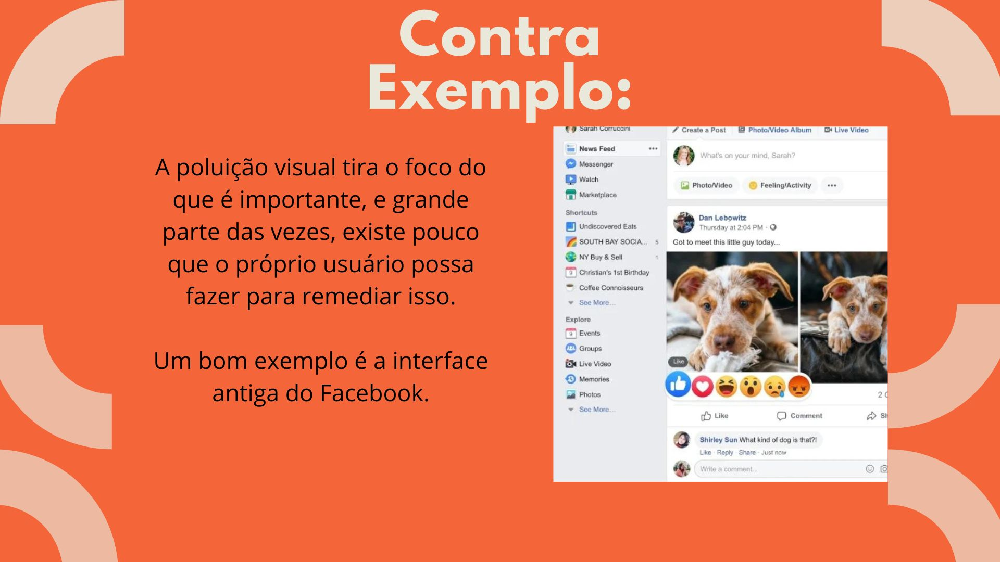 Contra
Exemplo:
A poluição visual tira o foco do
que é importante, e grande
parte das vezes, existe pouco
que o próprio usuário possa
fazer para remediar isso.
Um bom exemplo é a interface
antiga do Facebook.
Sarah Corruccini
News Feed
Messenger
Watch
Marketplace
Shortcuts
Undiscovered Eats
SOUTH BAY SOCIA... 5
NY Buy & Sell 1
9 Christian's 1st Birthday
Coffee Connoisseurs
See More...
Explore
9 Events
Groups
Live Video
Memories
Photos
See More...
Create a Post Photo/Video Album Live Video
What's on your mind, Sarah?
Photo/Video Feeling/Activity
Dan Lebowitz
Thursday at 2:04 PM ·
Got to meet this little guy today...
Like
2 C
Like Comment Sh
Shirley Sun What kind of dog is that?!
Like · Reply · Share · Just now
Write a comment...